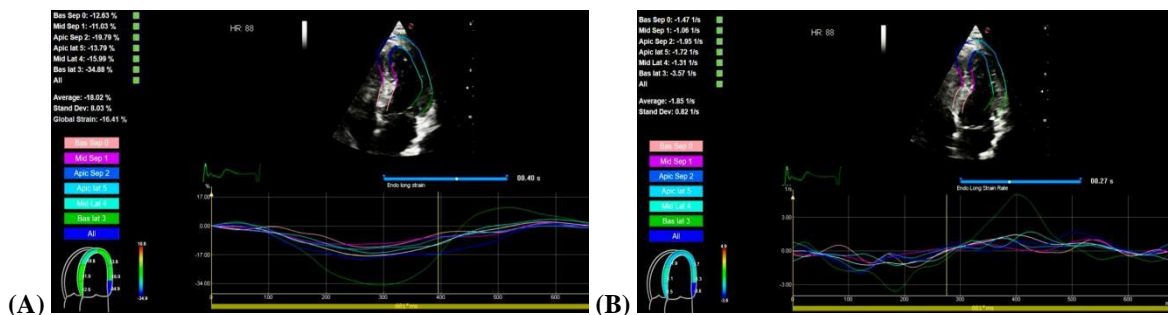 (A)
Bas Sep 0: -12.63 %
Mid Sep 1: -11.03 %
Apic Sep 2: -19.79 %
Apic lat 5: -13.79 %
Mid Lat 4: -15.99 %
Bas lat 3: -34.88 %
All
Average: -18.02 %
Stand Dev: 8.03 %
Global Strain: -16.41 %
HR: 88
Bas Sep 0
Mid Sep 1
Apic Sep 2
Apic lat 5
Mid Lat 4
Bas lat 3
All
00.40 s
Endo long strain
%
17.00
0.00
-17.00
-34.00
0
100
200
300
400
500
600
(B)
Bas Sep 0: -1.47 1/s
Mid Sep 1: -1.06 1/s
Apic Sep 2: -1.95 1/s
Apic lat 5: -1.72 1/s
Mid Lat 4: -1.31 1/s
Bas lat 3: -3.57 1/s
All
Average: -1.85 1/s
Stand Dev: 0.82 1/s
HR: 88
Bas Sep 0
Mid Sep 1
Apic Sep 2
Apic lat 5
Mid Lat 4
Bas lat 3
All
00.27 s
Endo Long Strain Rate
1/s
3.00
0.00
-3.00
0
100
200
300
400
500
600